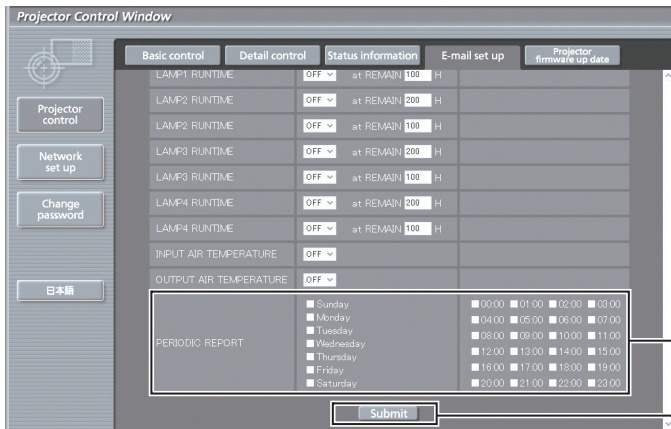 Projector Control Window
Basic control Detail control Status information E-mail set up Projector firmware up date
Projector control
Network set up
Change password
日本語
LAMP1 RUNTIME OFF at REMAIN 100 H
LAMP2 RUNTIME OFF at REMAIN 200 H
LAMP2 RUNTIME OFF at REMAIN 100 H
LAMP3 RUNTIME OFF at REMAIN 200 H
LAMP3 RUNTIME OFF at REMAIN 100 H
LAMP4 RUNTIME OFF at REMAIN 200 H
LAMP4 RUNTIME OFF at REMAIN 100 H
INPUT AIR TEMPERATURE OFF
OUTPUT AIR TEMPERATURE OFF
PERIODIC REPORT
Sunday
Monday
Tuesday
Wednesday
Thursday
Friday
Saturday
00:00 01:00 02:00 03:00
04:00 05:00 06:00 07:00
08:00 09:00 10:00 11:00
12:00 13:00 14:00 15:00
16:00 17:00 18:00 19:00
20:00 21:00 22:00 23:00
Submit